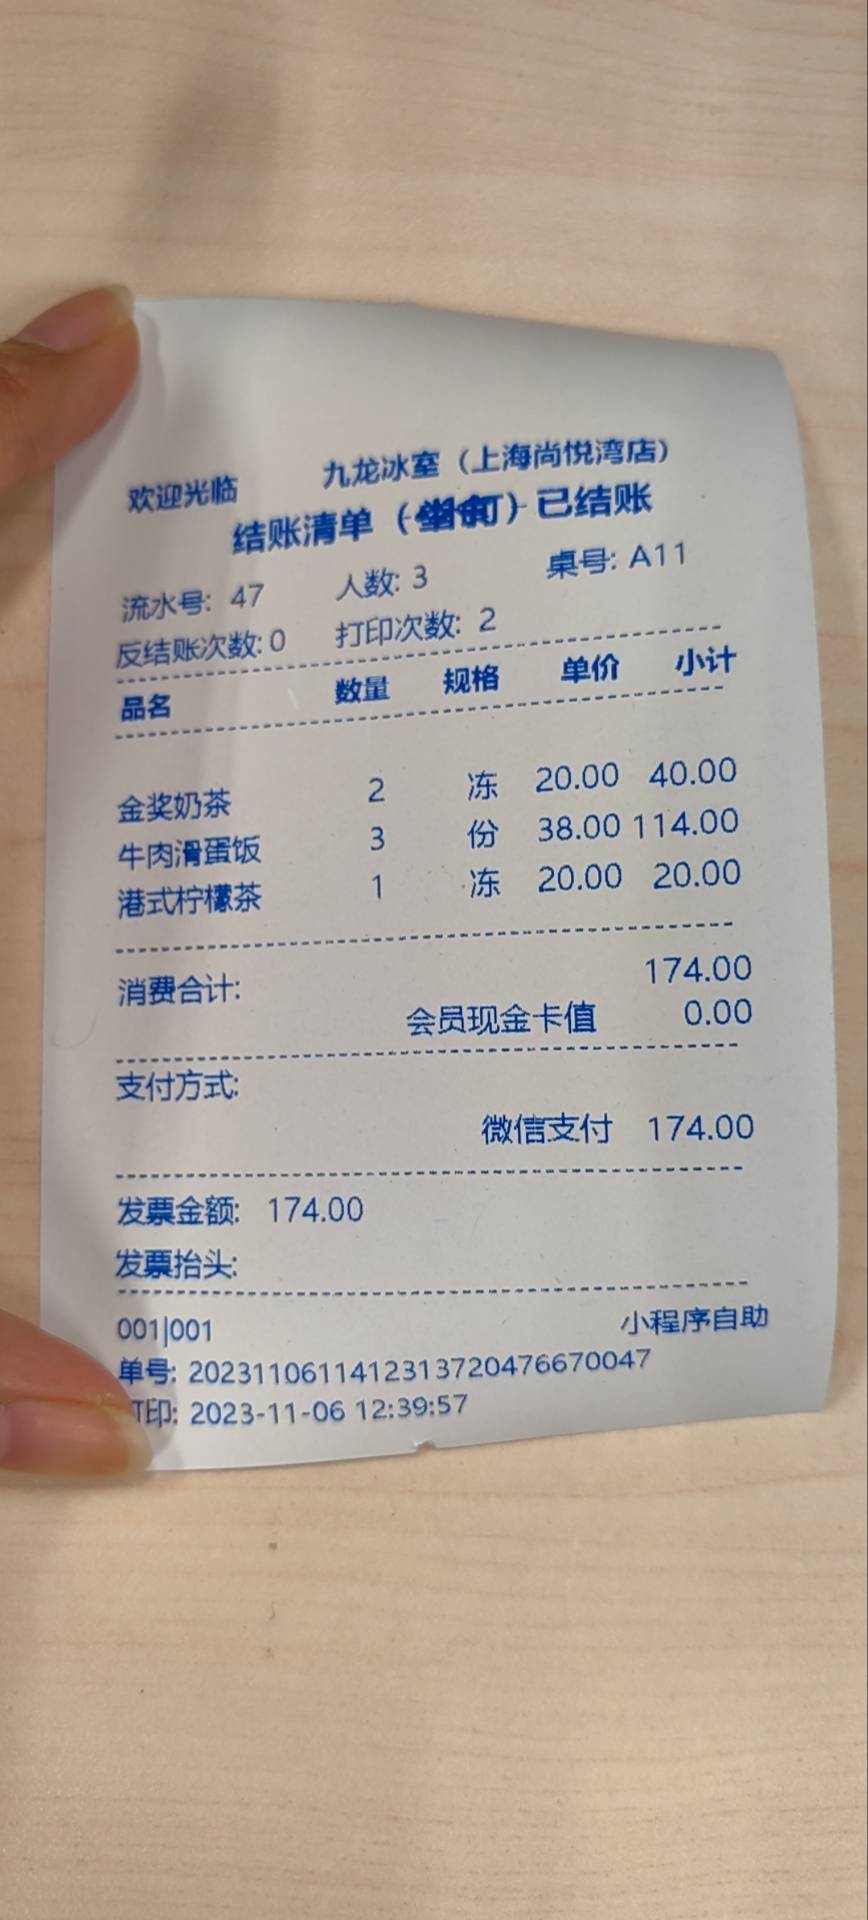 欢迎光临 九龙冰室（上海尚悦湾店）
结账清单（）已结账
流水号: 47 人数: 3 桌号: A11
反结账次数: 0 打印次数: 2
品名 数量 规格 单价 小计
金奖奶茶 2 冻 20.00 40.00
牛肉滑蛋饭 3 份 38.00 114.00
港式柠檬茶 1 冻 20.00 20.00
消费合计: 174.00
会员现金卡值 0.00
支付方式:
微信支付 174.00
发票金额: 174.00
发票抬头:
001|001 小程序自助
单号: 2023110611412313720476670047
印: 2023-11-06 12:39:57